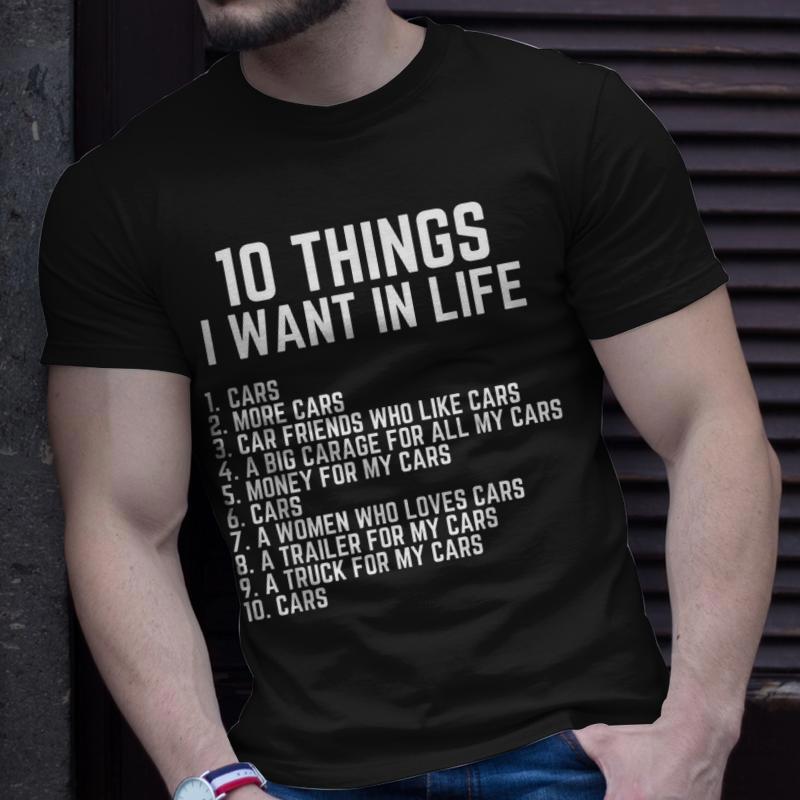 10 THINGS
I WANT IN LIFE
1. CARS
2. MORE CARS
3. CAR FRIENDS WHO LIKE CARS
4. A BIG GARAGE FOR ALL MY CARS
5. MONEY FOR MY CARS
6. CARS
7. A WOMEN WHO LOVES CARS
8. A TRAILER FOR MY CARS
9. A TRUCK FOR MY CARS
10. CARS